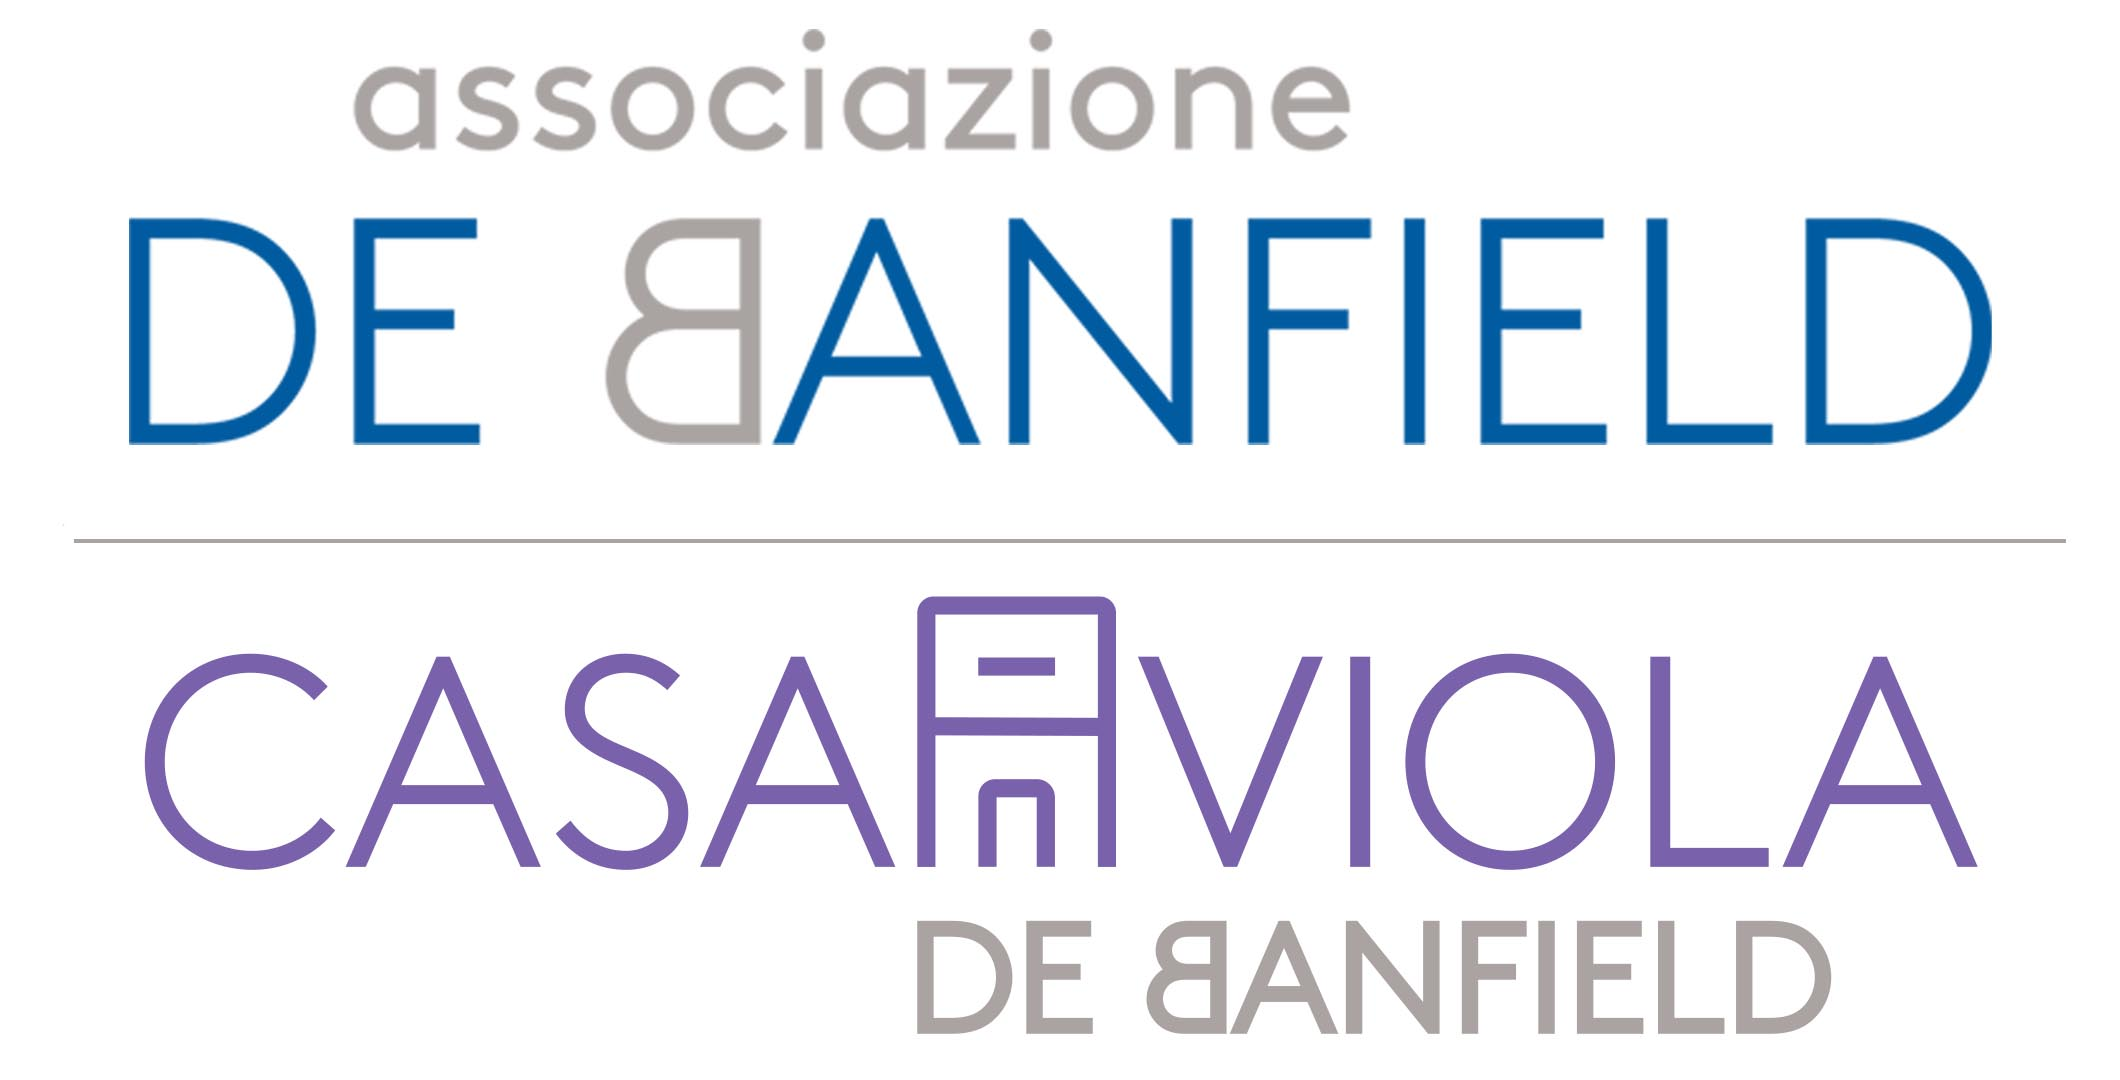 associazione
DE BANFIELD
CASA VIOLA
DE BANFIELD